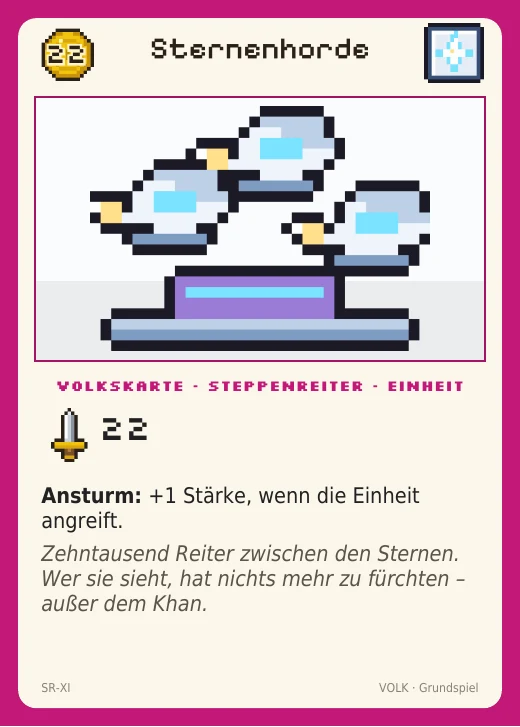 22
Sternenhorde
VOLKSKARTE - STEPPENREITER - EINHEIT
22
Ansturm: +1 Stärke, wenn die Einheit
angreift.
Zehntausend Reiter zwischen den Sternen.
Wer sie sieht, hat nichts mehr zu fürchten –
außer dem Khan.
SR-XI
VOLK · Grundspiel